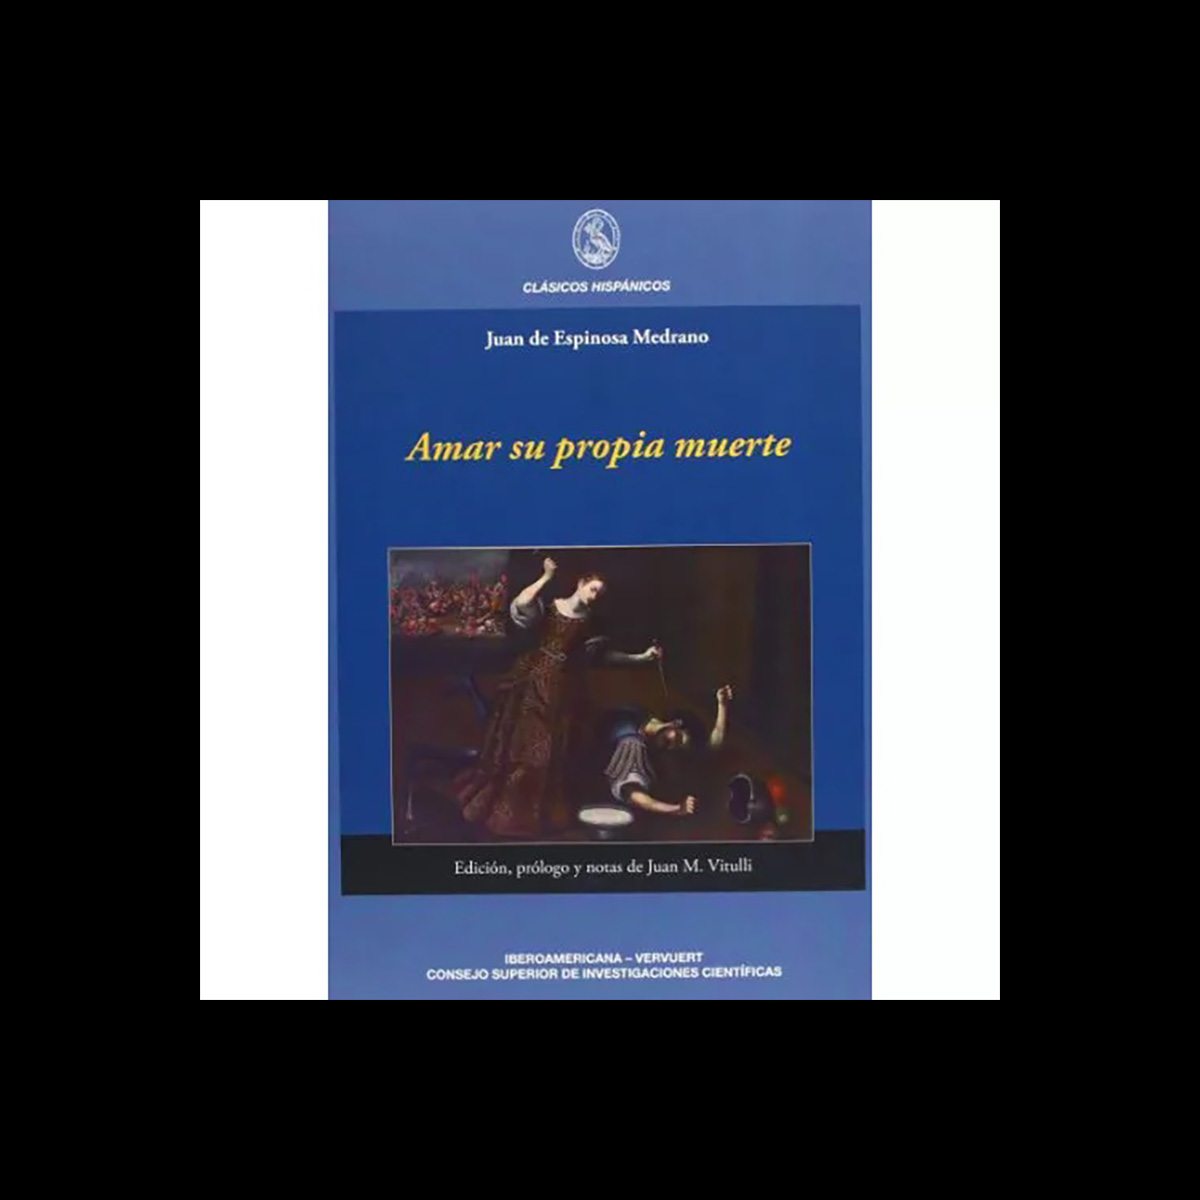 CLÁSICOS HISPÁNICOS
Juan de Espinosa Medrano
Amar su propia muerte
Edición, prólogo y notas de Juan M. Vitulli
IBEROAMERICANA – VERVUERT
CONSEJO SUPERIOR DE INVESTIGACIONES CIENTÍFICAS